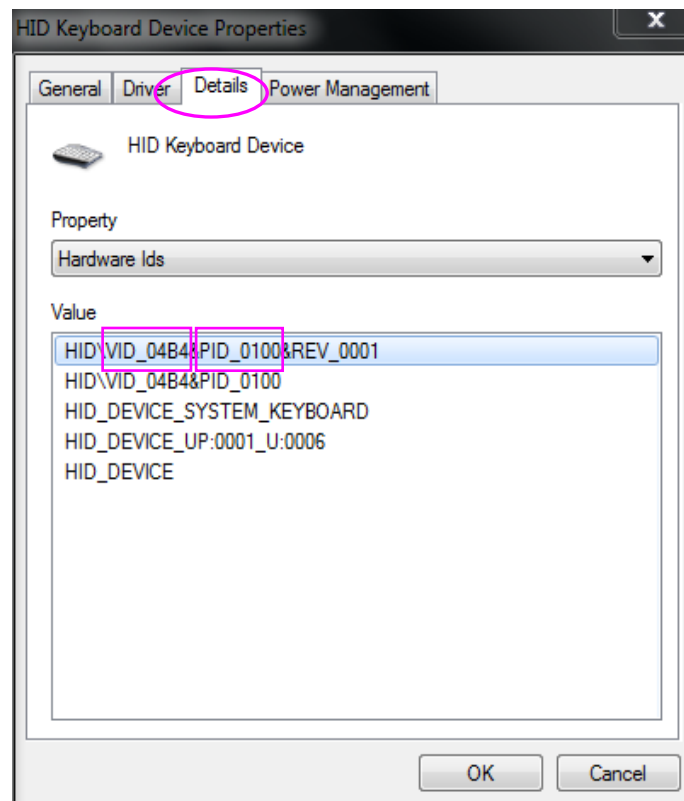 HID Keyboard Device Properties
X
General Driver Details Power Management
HID Keyboard Device
Property
Hardware Ids
Value
HID\VID_04B4&PID_0100&REV_0001
HID\VID_04B4&PID_0100
HID_DEVICE_SYSTEM_KEYBOARD
HID_DEVICE_UP:0001_U:0006
HID_DEVICE
OK Cancel